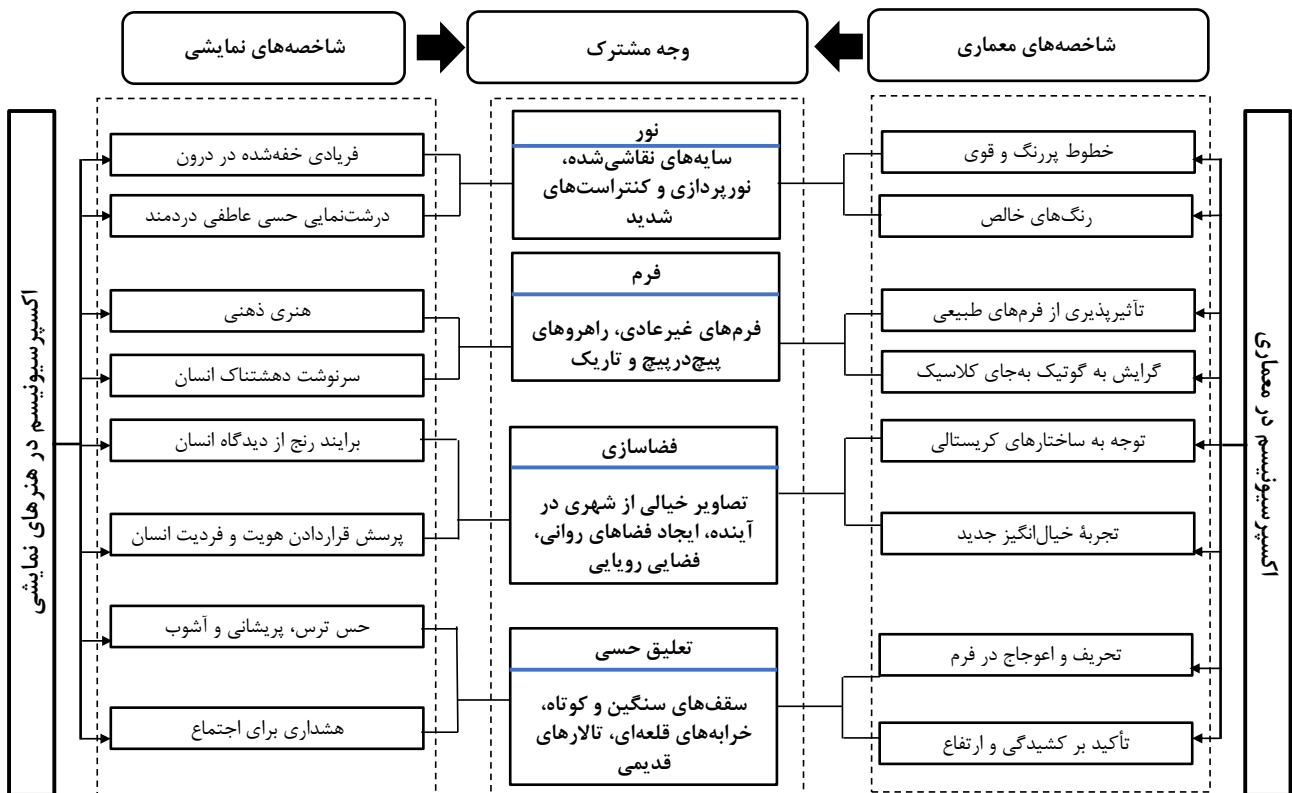 شاخصه‌های معماری
وجه مشترک
شاخصه‌های نمایشی
اکسپرسیونیسم در معماری
خطوط پررنگ و قوی
رنگ‌های خالص
تآثیرپذیری از فرم‌های طبیعی
گرایش به گوتیک به‌جای کلاسیک
توجه به ساختارهای کریستالی
تجربهٔ خیال‌انگیز جدید
تحریف و اعوجاج در فرم
تأکید بر کشیدگی و ارتفاع
نور
سایه‌های نقاشی‌شده،
نورپردازی و کنتراست‌های
شدید
فرم
فرم‌های غیرعادی، راهروهای
پیچ‌درپیچ و تاریک
فضاسازی
تصاویر خیالی از شهری در
آینده، ایجاد فضاهای روانی،
فضایی رویایی
تعلیق حسی
سقف‌های سنگین و کوتاه،
خرابه‌های قلعه‌ای، تالارهای
قدیمی
فریادی خفه‌شده در درون
درشت‌نمایی حسی عاطفی دردمند
هنری ذهنی
سرنوشت دهشتناک انسان
برایند رنج از دیدگاه انسان
پرسش قراردادن هویت و فردیت انسان
حس ترس، پریشانی و آشوب
هشداری برای اجتماع
اکسپرسیونیسم در هنرهای نمایشی